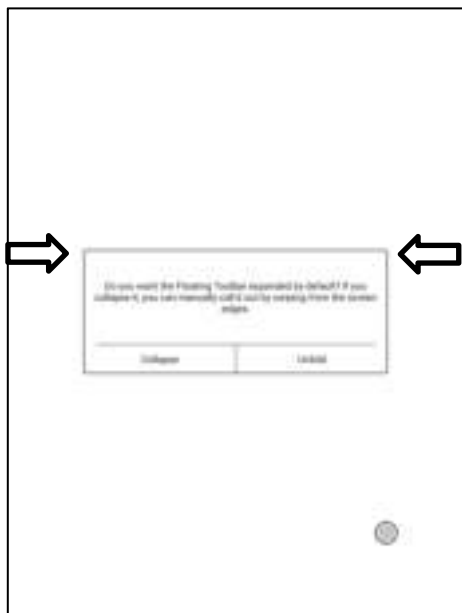 Do you want the Floating Toolbar expanded by default? If you
collapse it, you can manually call it out by swiping from the screen
edges.
Collapse